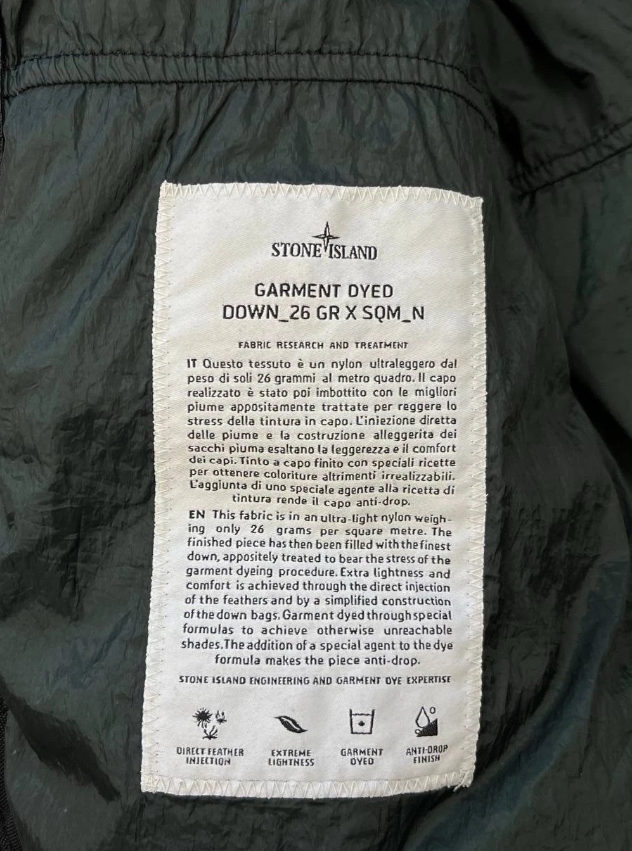 STONE ISLAND
GARMENT DYED
DOWN_26 GR X SQM_N
FABRIC RESEARCH AND TREATMENT
IT Questo tessuto è un nylon ultraleggero dal
peso di soli 26 grammi al metro quadro. Il capo
realizzato è stato poi imbottito con le migliori
piume appositamente trattate per reggere lo
stress della tintura in capo. L'iniezione diretta
delle piume e la costruzione alleggerita dei
sacchi piuma esaltano la leggerezza e il comfort
dei capi. Tinto a capo finito con speciali ricette
per ottenere coloriture altrimenti irrealizzabili.
L'aggiunta di uno speciale agente alla ricetta di
tintura rende il capo anti-drop.
EN This fabric is in an ultra-light nylon weigh-
ing only 26 grams per square metre. The
finished piece has then been filled with the finest
down, appositely treated to bear the stress of the
garment dyeing procedure. Extra lightness and
comfort is achieved through the direct injection
of the feathers and by a simplified construction
of the down bags. Garment dyed through special
formulas to achieve otherwise unreachable
shades. The addition of a special agent to the dye
formula makes the piece anti-drop.
STONE ISLAND ENGINEERING AND GARMENT DYE EXPERTISE
DIRECT FEATHER EXTREME GARMENT ANTI-DROP
INJECTION LIGHTNESS DYED FINISH